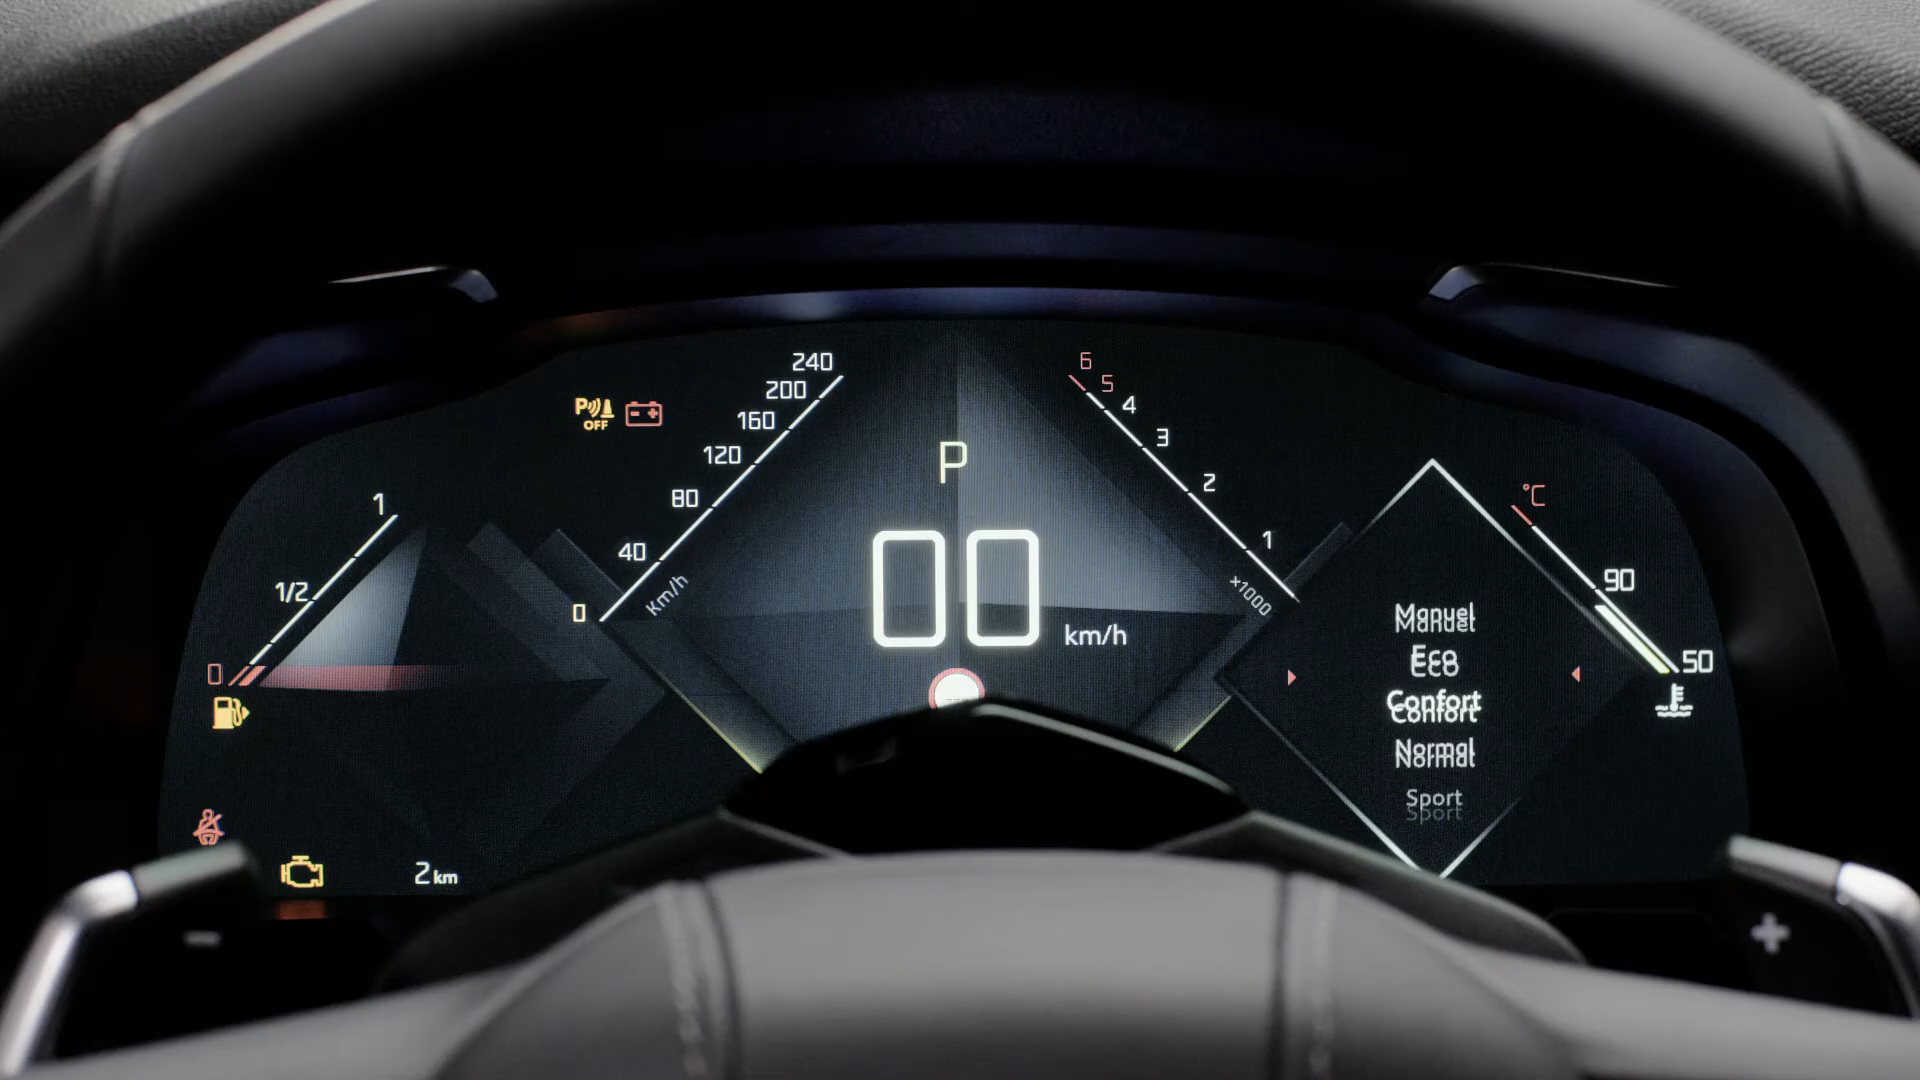 240
200
160
120
80
40
0
Km/h
P
OFF
1
1/2
0
P
00
km/h
6
5
4
3
2
1
+1000
°C
90
50
Manuel
Eco
Confort
Normal
Sport
2 km
-
+